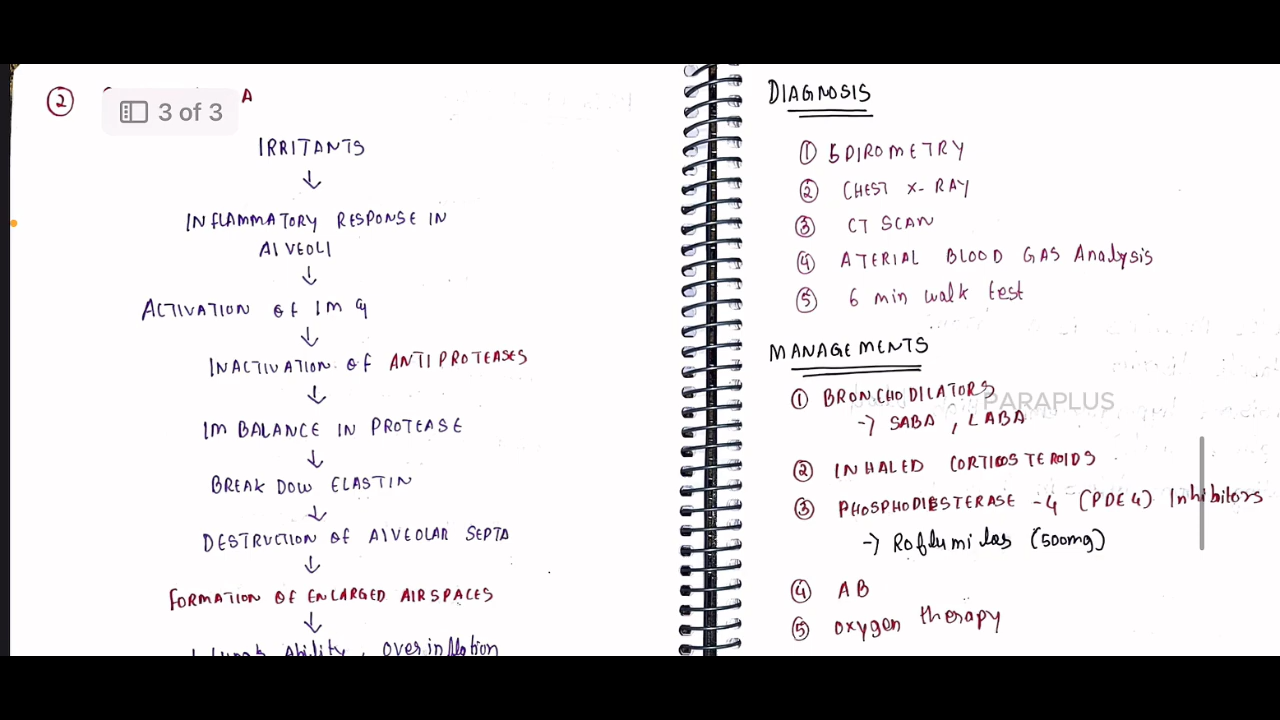 2
A
3 of 3
IRRITANTS
↓
INFLAMMATORY RESPONSE IN
ALVEOLI
↓
ACTIVATION OF IM G
↓
INACTIVATION OF ANTIPROTEASES
↓
IMBALANCE IN PROTEASE
↓
BREAK DOW ELASTIN
↓
DESTRUCTION OF ALVEOLAR SEPTA
↓
FORMATION OF ENLARGED AIRSPACES
↓
Ability, over inflation
DIAGNOSIS
① SPIROMETRY
② CHEST X-RAY
③ CT SCAN
④ ATERIAL BLOOD GAS Analysis
⑤ 6 min walk test
MANAGEMENTS
① BRONCHODILATORS
→ SABA, LABA
PARAPLUS
② INHALED CORTICOSTEROIDS
③ PHOSPHODIESTERASE -4 (PDE4) Inhibitors
→ Roflumilas (500mg)
④ AB
⑤ oxygen therapy